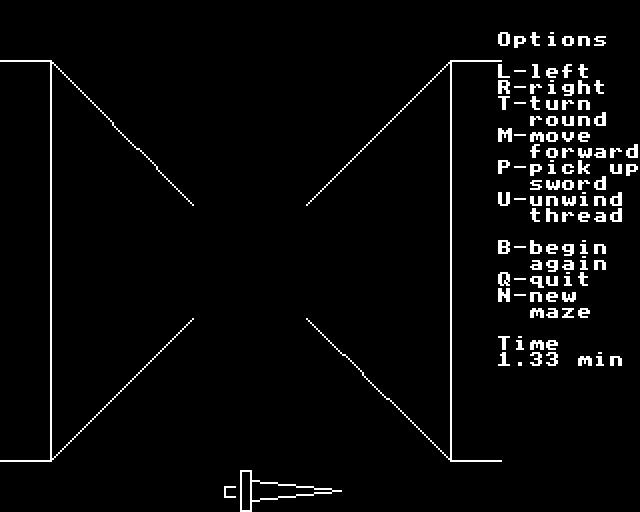 Options
L-left
R-right
T-turn
round
M-move
forward
P-pick up
sword
U-unwind
thread
B-begin
again
Q-quit
N-new
maze
Time
1.33 min